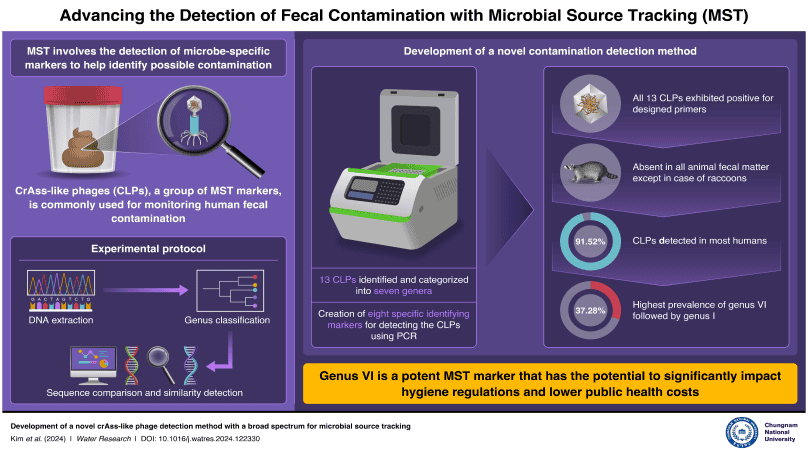 Advancing the Detection of Fecal Contamination with Microbial Source Tracking (MST)
MST involves the detection of microbe-specific
markers to help identify possible contamination
CrAss-like phages (CLPs), a group of MST markers,
is commonly used for monitoring human fecal
contamination
Experimental protocol
G A C T A G T C T G
DNA extraction
Genus classification
Sequence comparison and similarity detection
Development of a novel contamination detection method
13 CLPs identified and categorized
into seven genera
Creation of eight specific identifying
markers for detecting the CLPs
using PCR
All 13 CLPs exhibited positive for
designed primers
Absent in all animal fecal matter
except in case of raccoons
91.52%
CLPs detected in most humans
37.28%
Highest prevalence of genus VI
followed by genus I
Genus VI is a potent MST marker that has the potential to significantly impact
hygiene regulations and lower public health costs
Development of a novel crAss-like phage detection method with a broad spectrum for microbial source tracking
Kim et al. (2024) | Water Research | DOI: 10.1016/j.watres.2024.122330
Chungnam
National
University